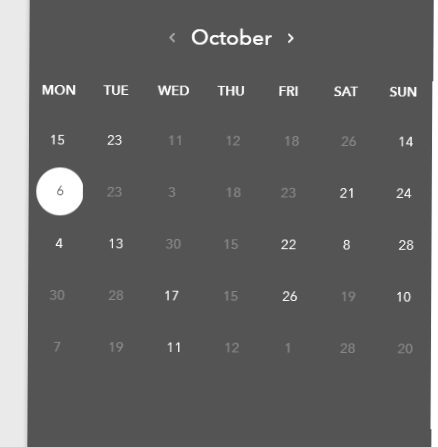 ‹ October ›
MON TUE WED THU FRI SAT SUN
15 23 11 12 18 26 14
6 23 3 18 23 21 24
4 13 30 15 22 8 28
30 28 17 15 26 19 10
7 19 11 12 1 28 20